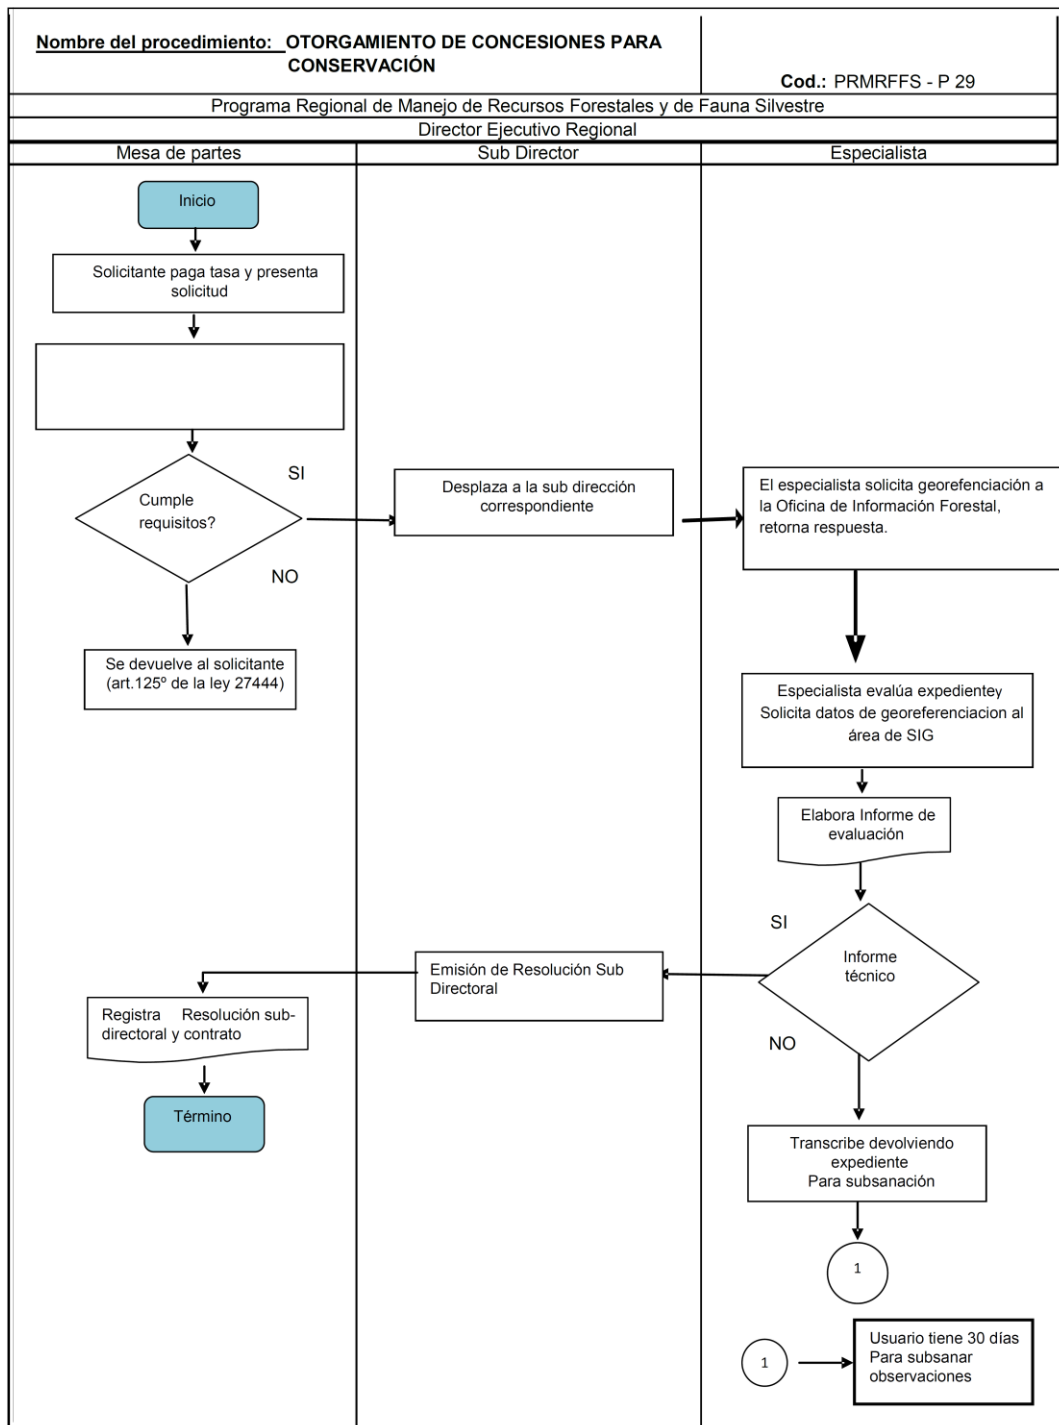 Nombre del procedimiento: OTORGAMIENTO DE CONCESIONES PARA
CONSERVACIÓN
Cod.: PRMRFFS - P 29
Programa Regional de Manejo de Recursos Forestales y de Fauna Silvestre
Director Ejecutivo Regional
Mesa de partes
Sub Director
Especialista
Inicio
Solicitante paga tasa y presenta
solicitud
Cumple
requisitos?
SI
NO
Desplaza a la sub dirección
correspondiente
El especialista solicita georefenciación a
la Oficina de Información Forestal,
retorna respuesta.
Se devuelve al solicitante
(art.125º de la ley 27444)
Especialista evalúa expedientey
Solicita datos de georeferenciacion al
área de SIG
Elabora Informe de
evaluación
SI
Informe
técnico
NO
Emisión de Resolución Sub
Directoral
Registra Resolución sub-
directoral y contrato
Término
Transcribe devolviendo
expediente
Para subsanación
1
1
Usuario tiene 30 días
Para subsanar
observaciones